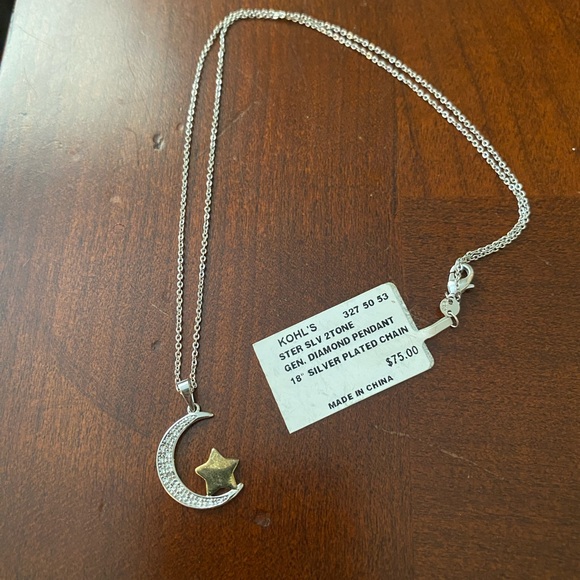 KOHL'S 327 50 53
STER SLV 2TONE
GEN. DIAMOND PENDANT
18" SILVER PLATED CHAIN
$75.00
MADE IN CHINA